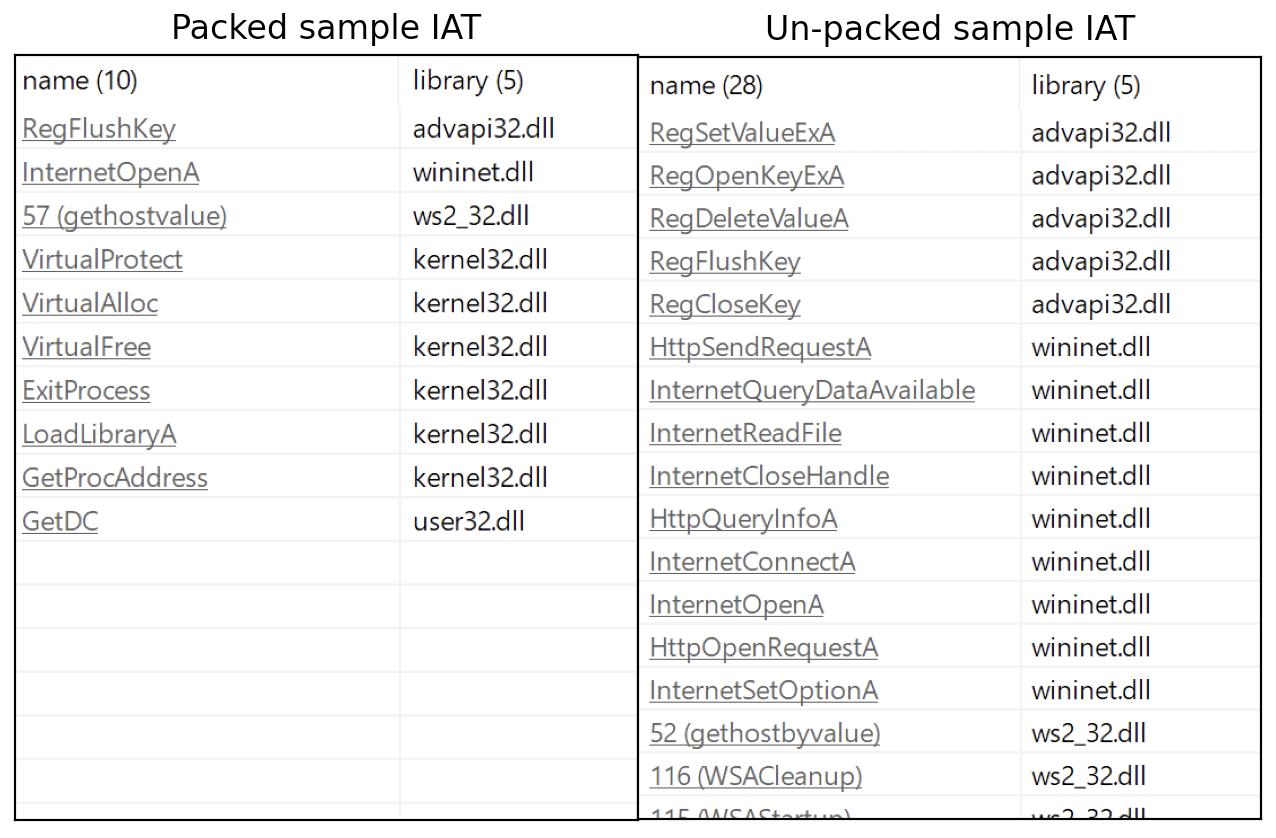 Packed sample IAT
name (10) library (5)
RegFlushKey advapi32.dll
InternetOpenA wininet.dll
57 (gethostvalue) ws2_32.dll
VirtualProtect kernel32.dll
VirtualAlloc kernel32.dll
VirtualFree kernel32.dll
ExitProcess kernel32.dll
LoadLibraryA kernel32.dll
GetProcAddress kernel32.dll
GetDC user32.dll
Un-packed sample IAT
name (28) library (5)
RegSetValueExA advapi32.dll
RegOpenKeyExA advapi32.dll
RegDeleteValueA advapi32.dll
RegFlushKey advapi32.dll
RegCloseKey advapi32.dll
HttpSendRequestA wininet.dll
InternetQueryDataAvailable wininet.dll
InternetReadFile wininet.dll
InternetCloseHandle wininet.dll
HttpQueryInfoA wininet.dll
InternetConnectA wininet.dll
InternetOpenA wininet.dll
HttpOpenRequestA wininet.dll
InternetSetOptionA wininet.dll
52 (gethostbyvalue) ws2_32.dll
116 (WSACleanup) ws2_32.dll
115 (WSAStartup) ws2_32.dll